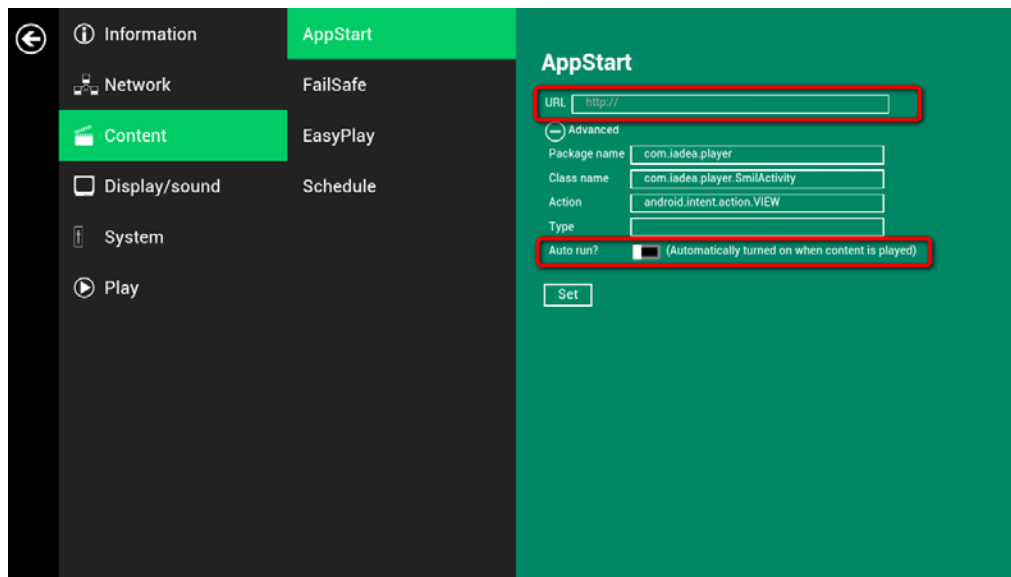 Information
Network
Content
Display/sound
System
Play
AppStart
FailSafe
EasyPlay
Schedule
AppStart
URL http://
Advanced
Package name com.iadea.player
Class name com.iadea.player.SmilActivity
Action android.intent.action.VIEW
Type
Auto run? (Automatically turned on when content is played)
Set